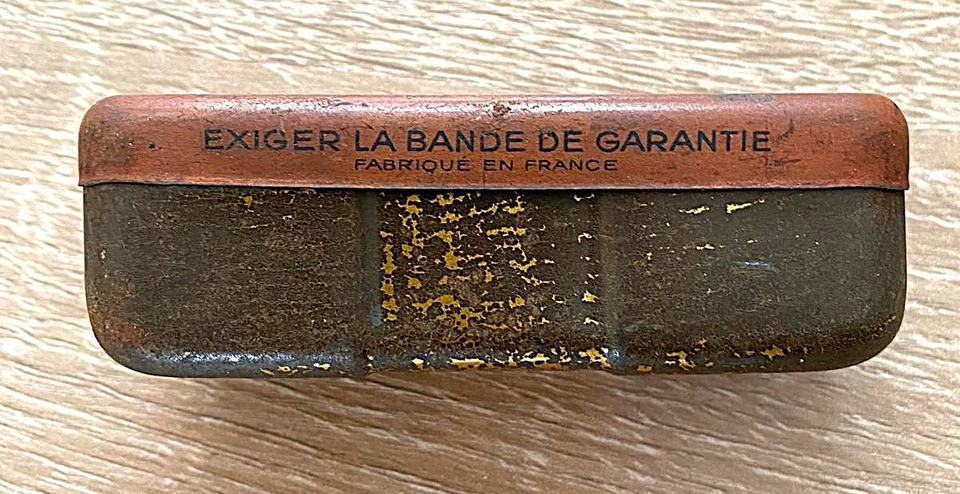 EXIGER LA BANDE DE GARANTIE
FABRIQUÉ EN FRANCE